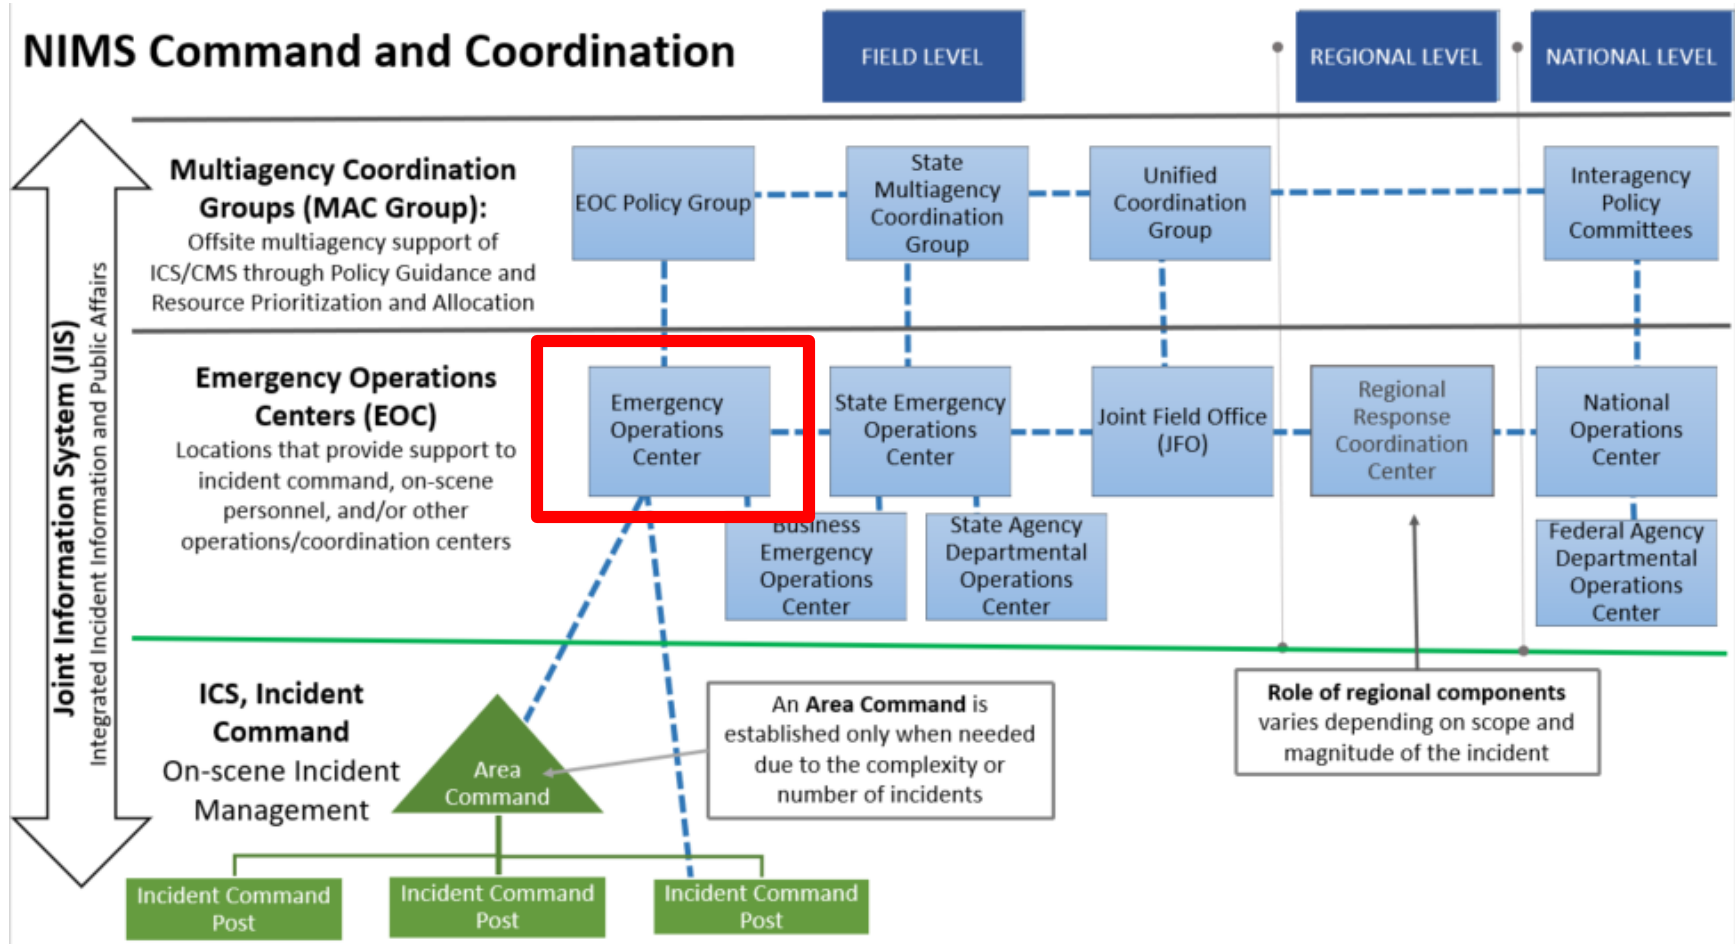 NIMS Command and Coordination
FIELD LEVEL
REGIONAL LEVEL
NATIONAL LEVEL
Joint Information System (JIS)
Integrated Incident Information and Public Affairs
Multiagency Coordination
Groups (MAC Group):
Offsite multiagency support of
ICS/CMS through Policy Guidance and
Resource Prioritization and Allocation
EOC Policy Group
State
Multiagency
Coordination
Group
Unified
Coordination
Group
Interagency
Policy
Committees
Emergency Operations
Centers (EOC)
Locations that provide support to
incident command, on-scene
personnel, and/or other
operations/coordination centers
Emergency
Operations
Center
State Emergency
Operations
Center
Joint Field Office
(JFO)
Regional
Response
Coordination
Center
National
Operations
Center
Business
Emergency
Operations
Center
State Agency
Departmental
Operations
Center
Federal Agency
Departmental
Operations
Center
ICS, Incident
Command
On-scene Incident
Management
Area
Command
An Area Command is
established only when needed
due to the complexity or
number of incidents
Role of regional components
varies depending on scope and
magnitude of the incident
Incident Command
Post
Incident Command
Post
Incident Command
Post